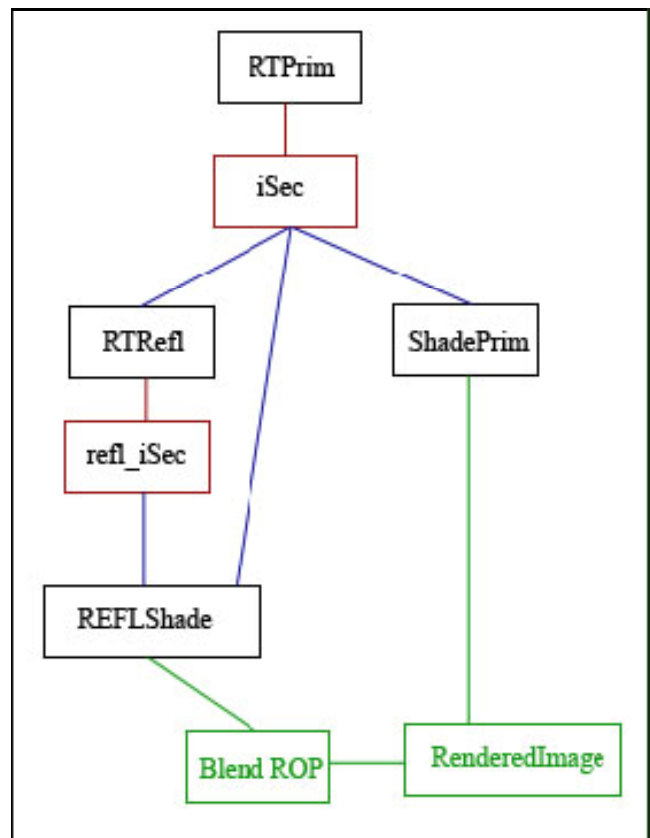 RTPrim
iSec
RTRefl
ShadePrim
refl_iSec
REFLShade
Blend ROP
RenderedImage